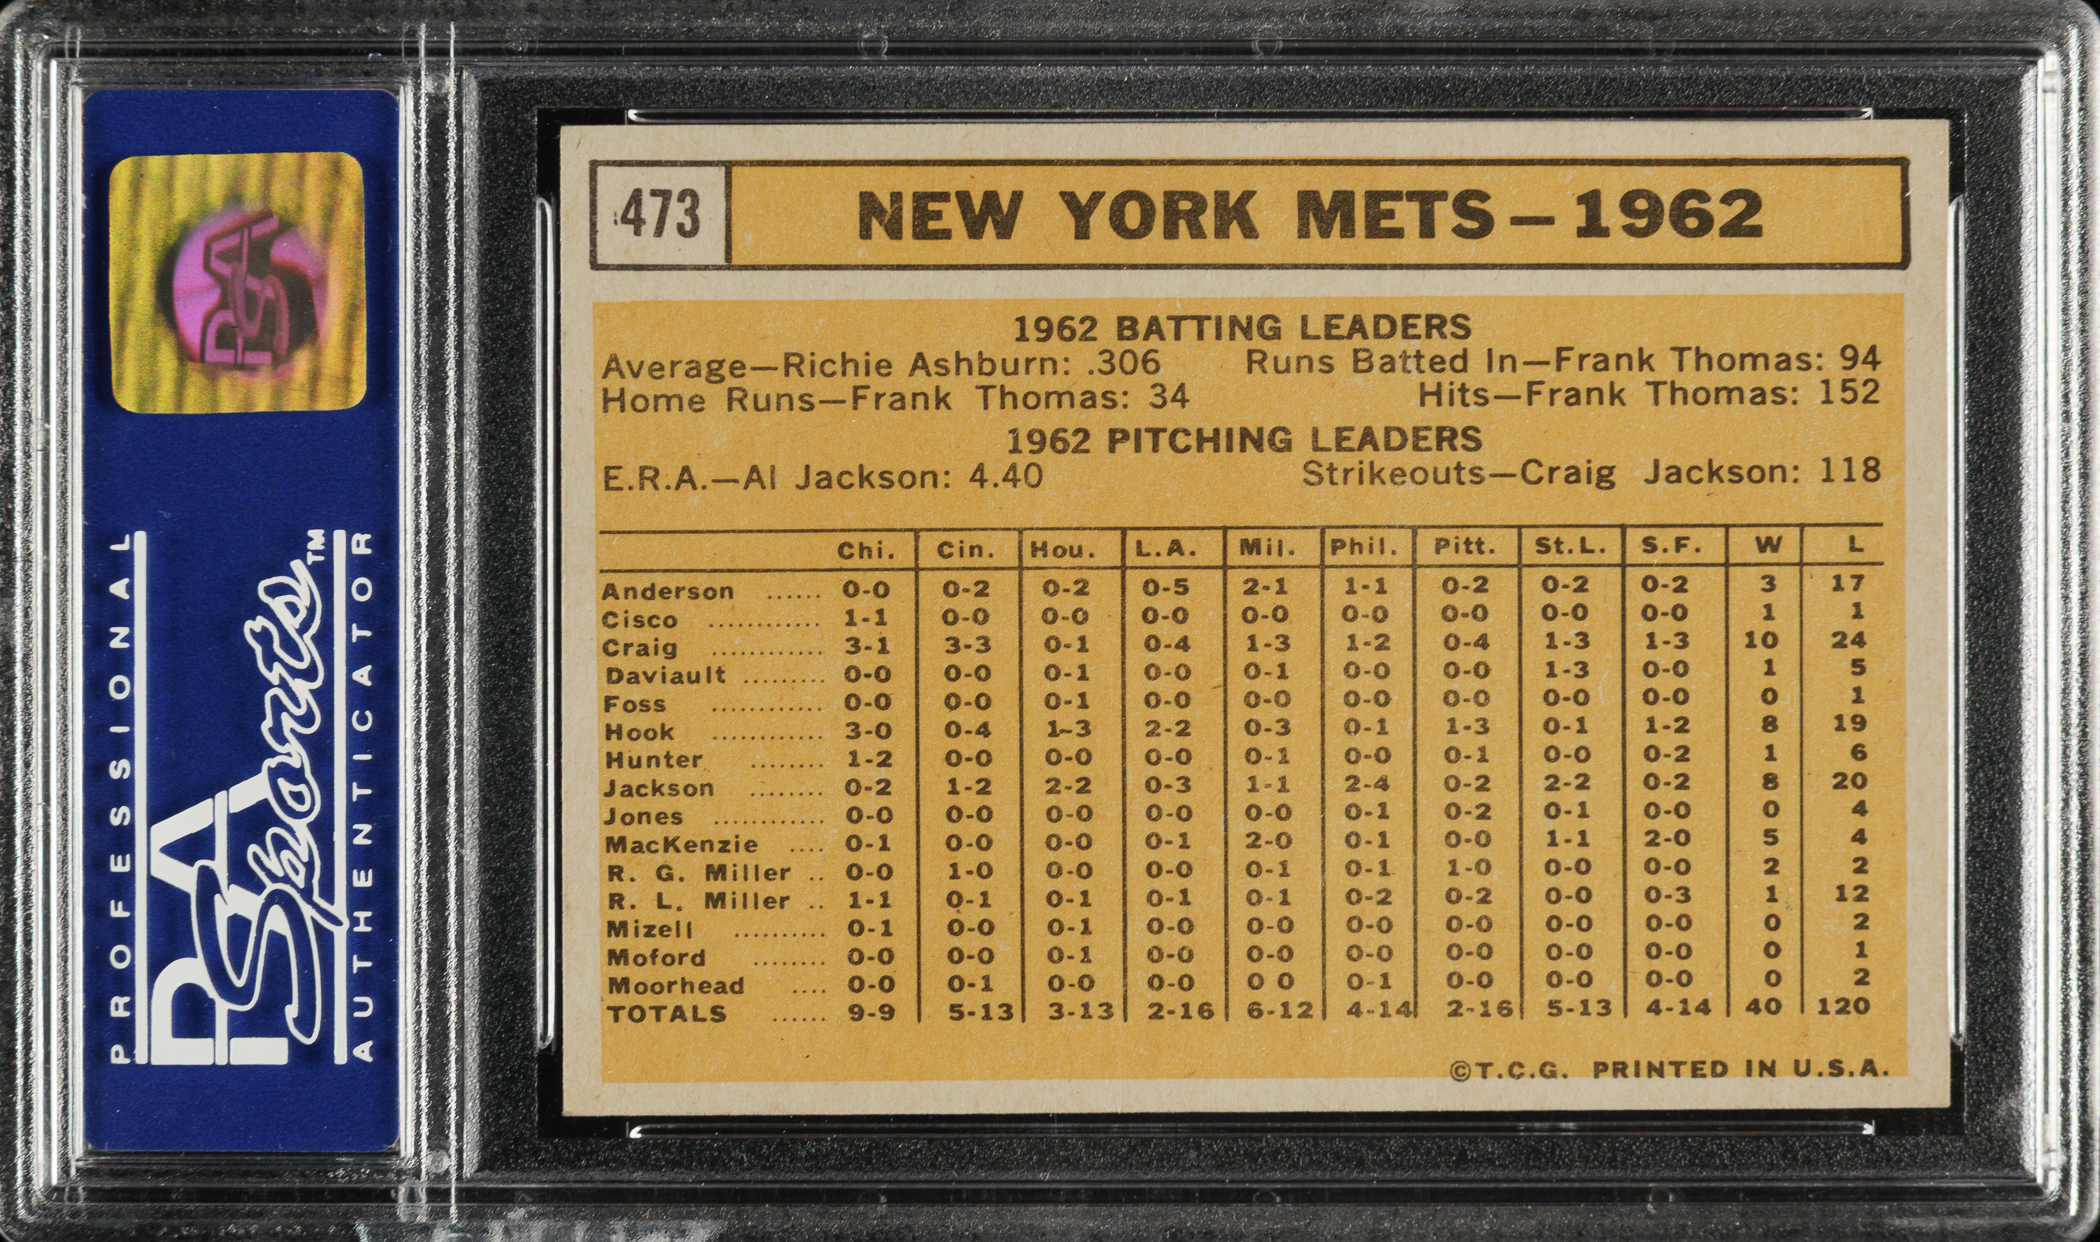 PROFESSIONAL
PSA Sports™
AUTHENTICATOR
PSA
473 NEW YORK METS – 1962
1962 BATTING LEADERS
Average—Richie Ashburn: .306 Runs Batted In—Frank Thomas: 94
Home Runs—Frank Thomas: 34 Hits—Frank Thomas: 152
1962 PITCHING LEADERS
E.R.A.—Al Jackson: 4.40 Strikeouts—Craig Jackson: 118
Chi. Cin. Hou. L.A. Mil. Phil. Pitt. St.L. S.F. W L
Anderson ...... 0-0 0-2 0-2 0-5 2-1 1-1 0-2 0-2 0-2 3 17
Cisco ............ 1-1 0-0 0-0 0-0 0-0 0-0 0-0 0-0 0-0 1 1
Craig ............ 3-1 3-3 0-1 0-4 1-3 1-2 0-4 1-3 1-3 10 24
Daviault ......... 0-0 0-0 0-1 0-0 0-1 0-0 0-0 1-3 0-0 1 5
Foss ............ 0-0 0-0 0-1 0-0 0-0 0-0 0-0 0-0 0-0 0 1
Hook ............ 3-0 0-4 1-3 2-2 0-3 0-1 1-3 0-1 1-2 8 19
Hunter ........ 1-2 0-0 0-0 0-0 0-1 0-0 0-1 0-0 0-2 1 6
Jackson ........ 0-2 1-2 2-2 0-3 1-1 2-4 0-2 2-2 0-2 8 20
Jones ............ 0-0 0-0 0-0 0-0 0-0 0-1 0-2 0-1 0-0 0 4
MacKenzie .... 0-1 0-0 0-0 0-1 2-0 0-1 0-0 1-1 2-0 5 4
R. G. Miller .. 0-0 1-0 0-0 0-0 0-1 0-1 1-0 0-0 0-0 2 2
R. L. Miller .. 1-1 0-1 0-1 0-1 0-1 0-2 0-2 0-0 0-3 1 12
Mizell .......... 0-1 0-0 0-1 0-0 0-0 0-0 0-0 0-0 0-0 0 2
Moford ........ 0-0 0-0 0-1 0-0 0-0 0-0 0-0 0-0 0-0 0 1
Moorhead .... 0-0 0-1 0-0 0-0 0 0 0-1 0-0 0-0 0-0 0 2
TOTALS ...... 9-9 5-13 3-13 2-16 6-12 4-14 2-16 5-13 4-14 40 120
©T.C.G. PRINTED IN U.S.A.